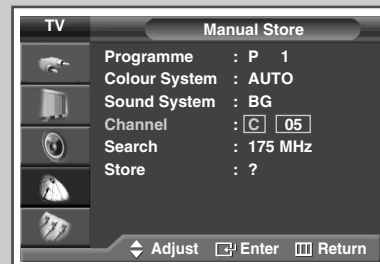 TV
Manual Store
Programme : P 1
Colour System : AUTO
Sound System : BG
Channel : C 05
Search : 175 MHz
Store : ?
Adjust Enter Return